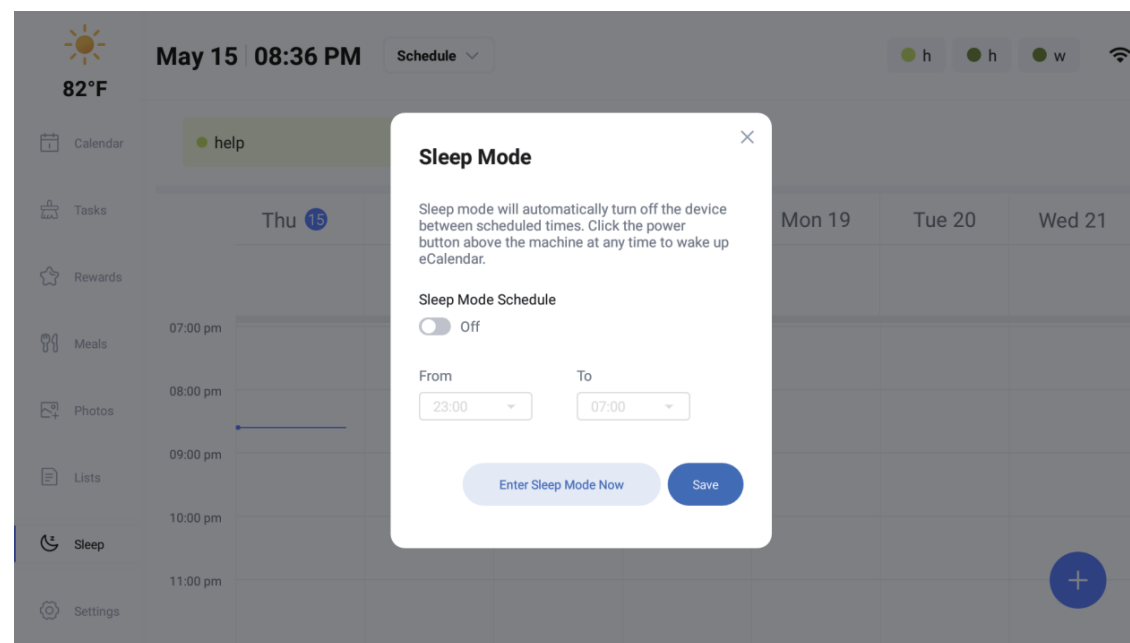 82°F
May 15 | 08:36 PM
Schedule
h
h
w
Calendar
Tasks
Rewards
Meals
Photos
Lists
Sleep
Settings
help
Thu 15
Mon 19
Tue 20
Wed 21
07:00 pm
08:00 pm
09:00 pm
10:00 pm
11:00 pm
Sleep Mode
Sleep mode will automatically turn off the device
between scheduled times. Click the power
button above the machine at any time to wake up
eCalendar.
Sleep Mode Schedule
Off
From
To
23:00
07:00
Enter Sleep Mode Now
Save